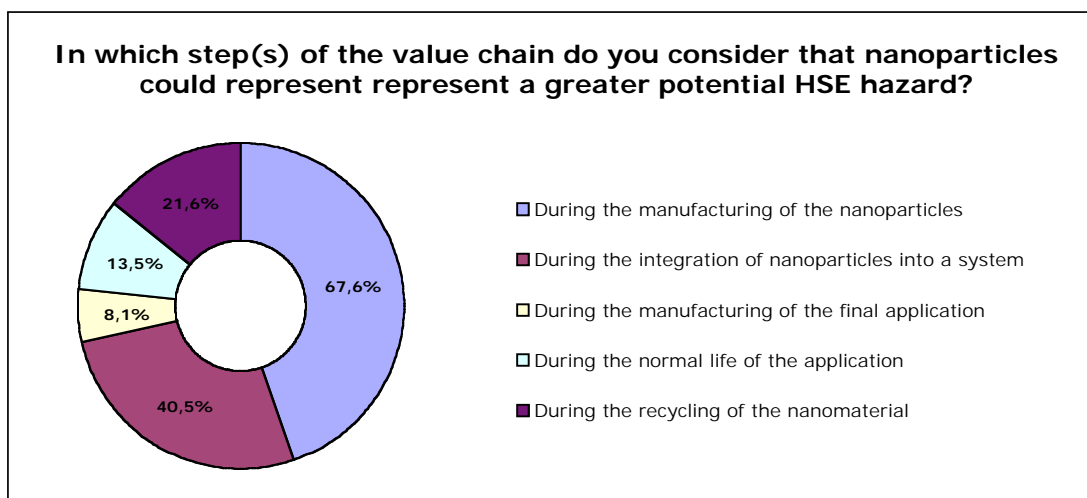 In which step(s) of the value chain do you consider that nanoparticles
could represent represent a greater potential HSE hazard?
21,6%
13,5%
8,1%
40,5%
67,6%
During the manufacturing of the nanoparticles
During the integration of nanoparticles into a system
During the manufacturing of the final application
During the normal life of the application
During the recycling of the nanomaterial